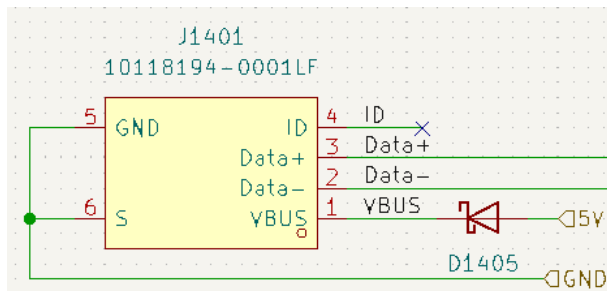 J1401
10118194-0001LF
5 GND ID 4 ID
Data+ 3 Data+
Data- 2 Data-
6 S VBUS 1 VBUS 5V
D1405
GND